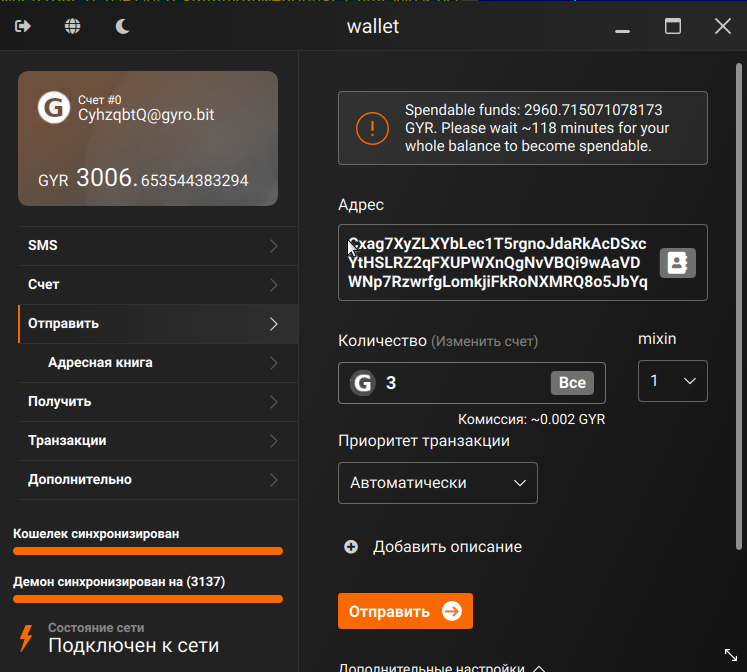 wallet
Счет #0
CyhzqbtQ@gyro.bit
GYR 3006.653544383294
SMS
Счет
Отправить
Адресная книга
Получить
Транзакции
Дополнительно
Кошелек синхронизирован
Демон синхронизирован на (3137)
Состояние сети
Подключен к сети
Spendable funds: 2960.715071078173
GYR. Please wait ~118 minutes for your
whole balance to become spendable.
Адрес
Cxag7XyZLXYbLec1T5rgnoJdaRkAcDSxc
YtHSLRZ2qFXUPWXnQgNvVBQi9wAaVD
WNp7RzwrfgLomkjiFkRoNXMRQ8o5JbYq
Количество (Изменить счет)
mixin
3
Все
1
Комиссия: ~0.002 GYR
Приоритет транзакции
Автоматически
Добавить описание
Отправить
Дополнительные настройки